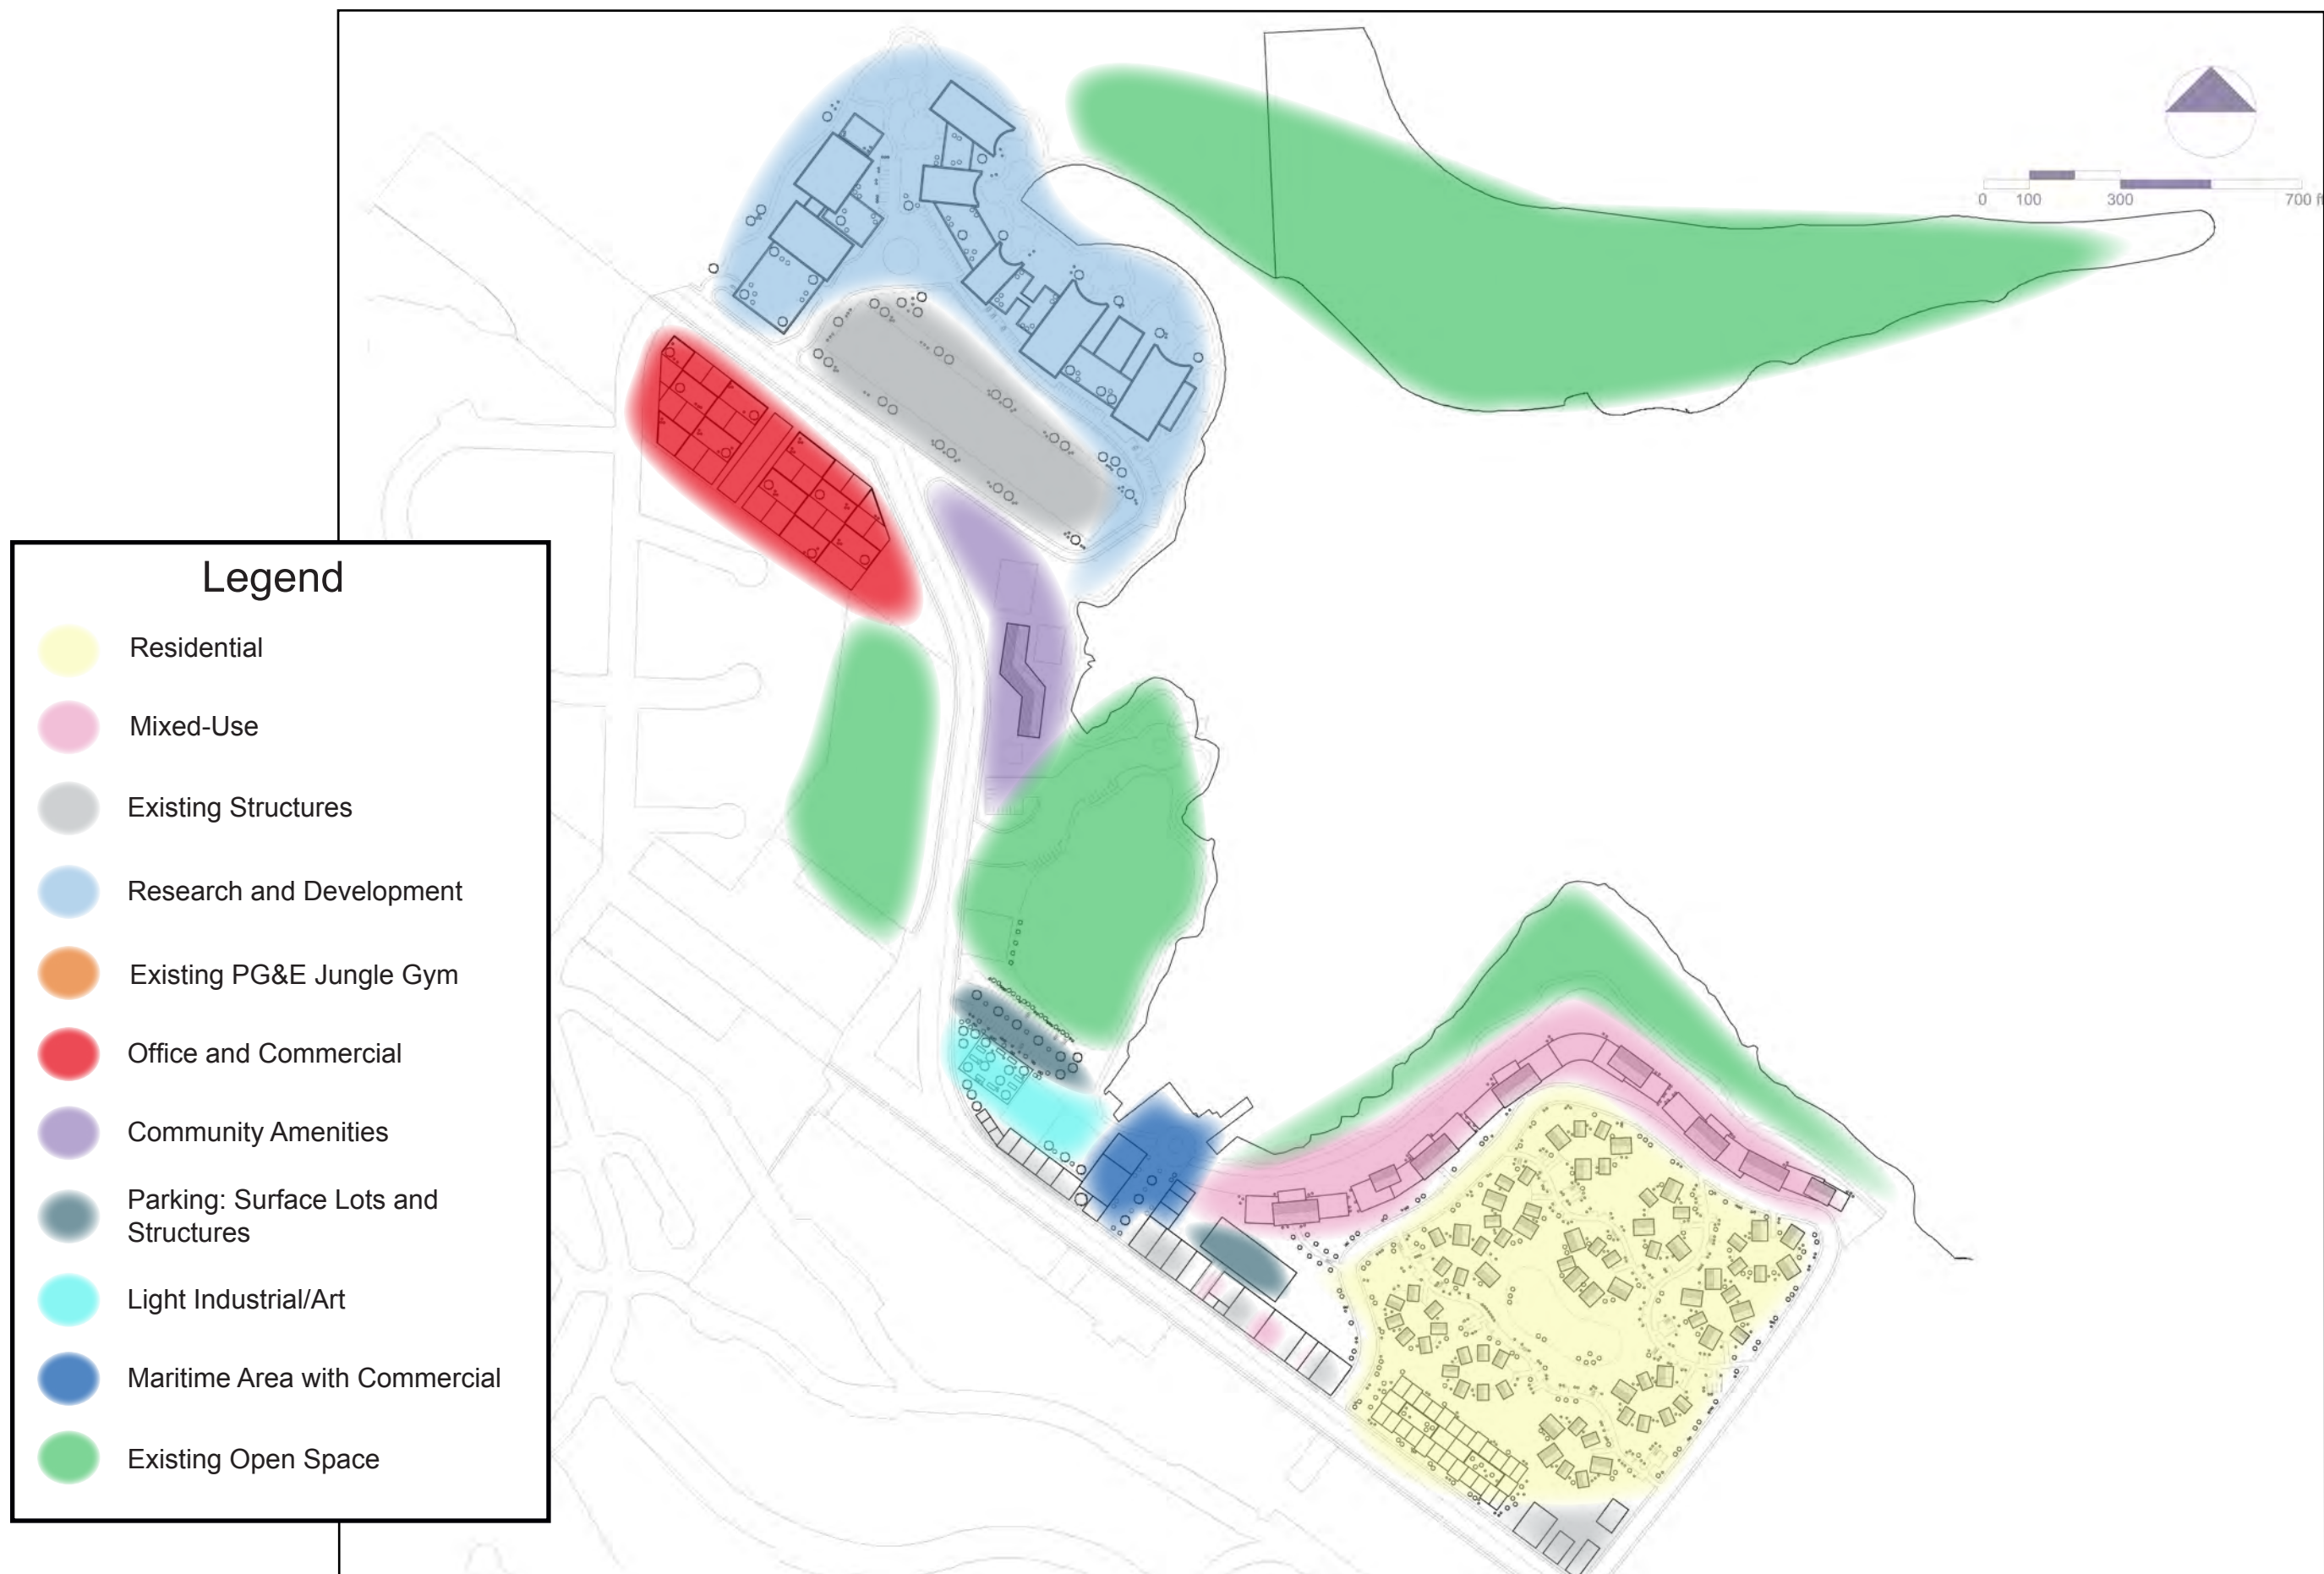 0 100 300 700 f
Legend
Residential
Mixed-Use
Existing Structures
Research and Development
Existing PG&E Jungle Gym
Office and Commercial
Community Amenities
Parking: Surface Lots and
Structures
Light Industrial/Art
Maritime Area with Commercial
Existing Open Space